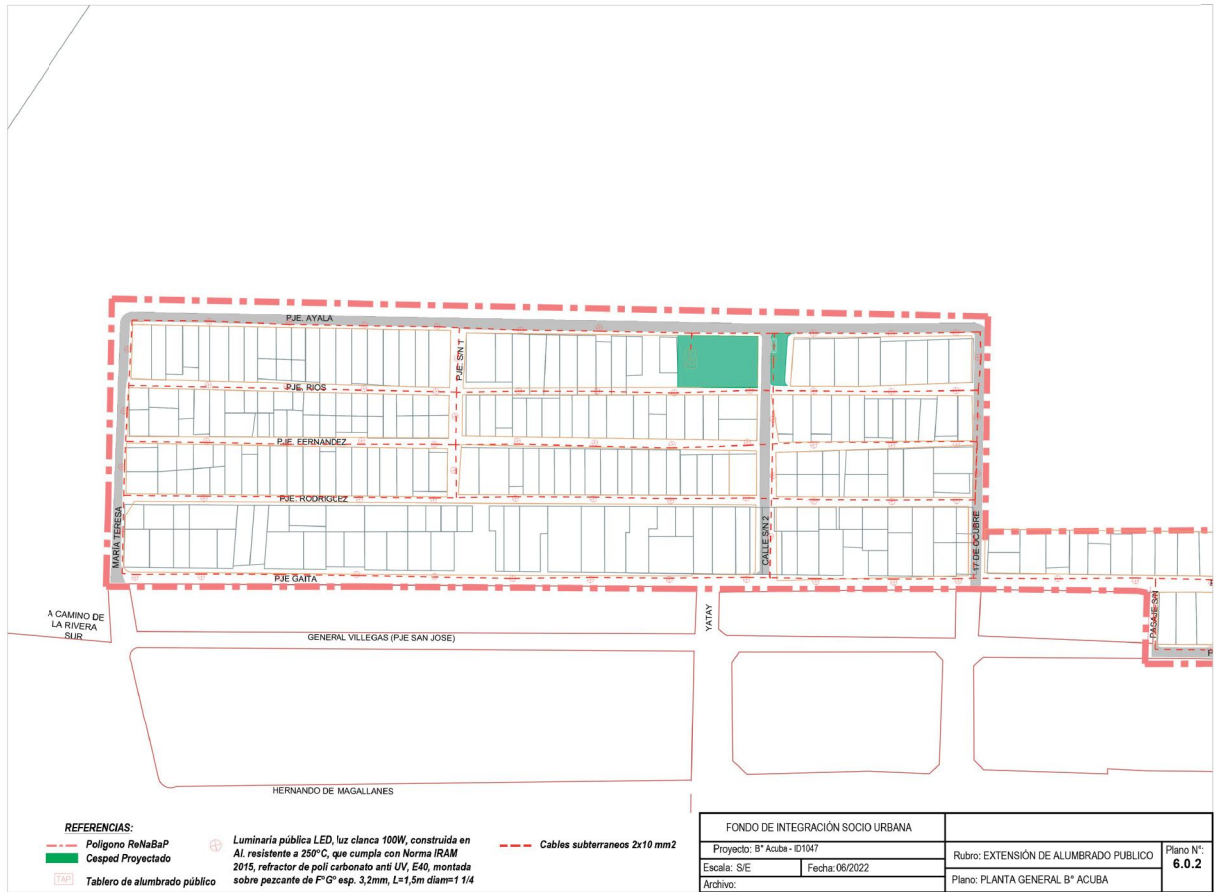 PJE. AYALA
PJE. S/N 1
PJE. RIOS
PJE. FERNANDEZ
PJE. RODRIGUEZ
MARÍA TERESA
CALLE S/N 2
17 DE OCUBRE
PJE GAITA
PASAJE S/N
A CAMINO DE
LA RIVERA
SUR
YATAY
GENERAL VILLEGAS (PJE SAN JOSE)
HERNANDO DE MAGALLANES
REFERENCIAS:
Poligono ReNaBaP
Cesped Proyectado
TAP
Tablero de alumbrado público
Luminaria pública LED, luz clanca 100W, construida en
Al. resistente a 250°C, que cumpla con Norma IRAM
2015, refractor de poli carbonato anti UV, E40, montada
sobre pezcante de F°G° esp. 3,2mm, L=1,5m diam=1 1/4
Cables subterraneos 2x10 mm2
FONDO DE INTEGRACIÓN SOCIO URBANA
Proyecto: B° Acuba - ID1047
Escala: S/E
Fecha: 06/2022
Archivo:
Rubro: EXTENSIÓN DE ALUMBRADO PUBLICO
Plano: PLANTA GENERAL B° ACUBA
Plano N°:
6.0.2